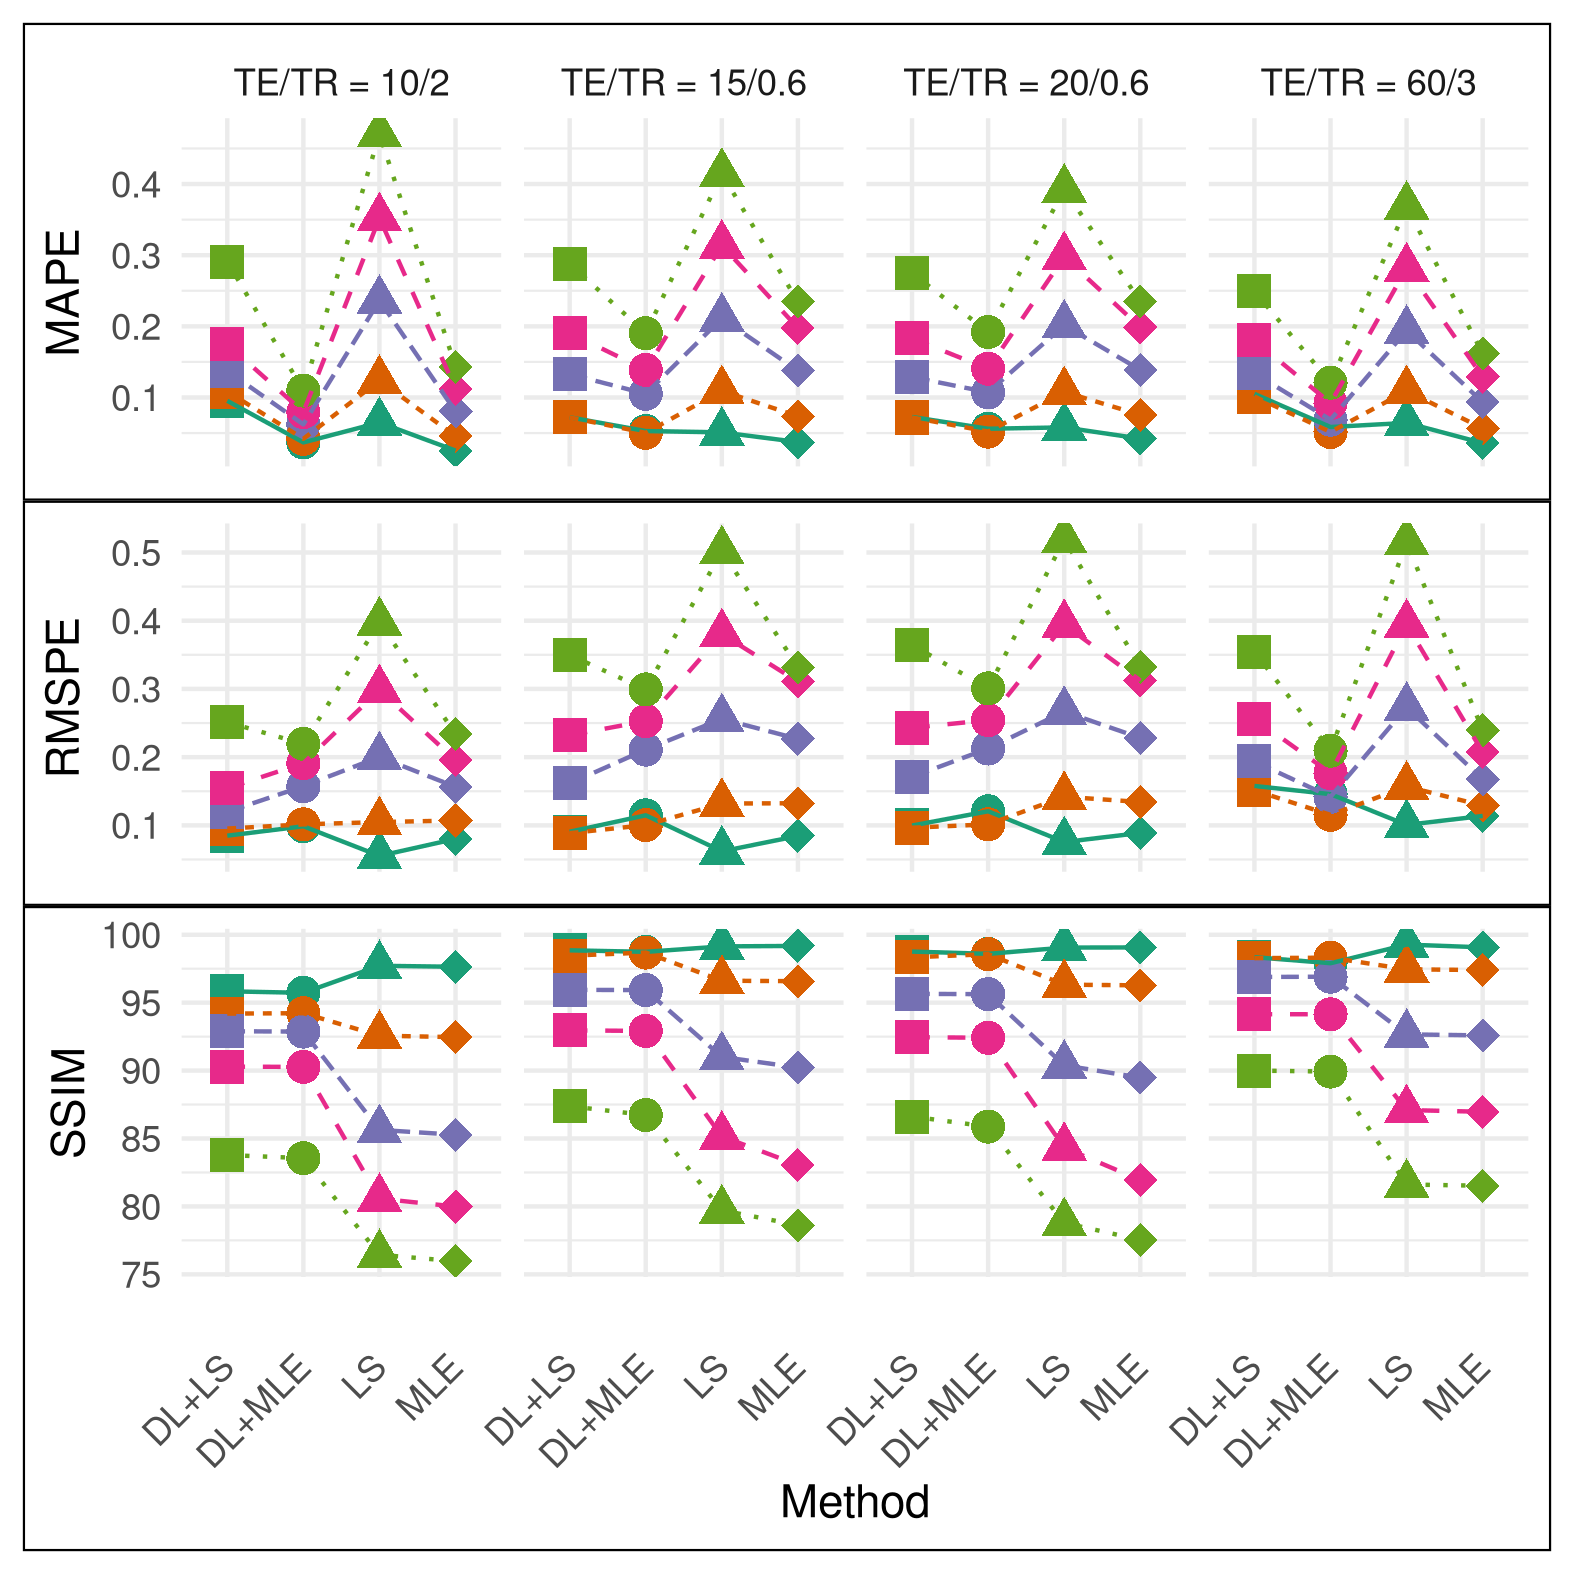 TE/TR = 10/2 TE/TR = 15/0.6 TE/TR = 20/0.6 TE/TR = 60/3
MAPE
0.4
0.3
0.2
0.1
RMSPE
0.5
0.4
0.3
0.2
0.1
SSIM
100
95
90
85
80
75
DL+LS DL+MLE LS MLE DL+LS DL+MLE LS MLE DL+LS DL+MLE LS MLE DL+LS DL+MLE LS MLE
Method